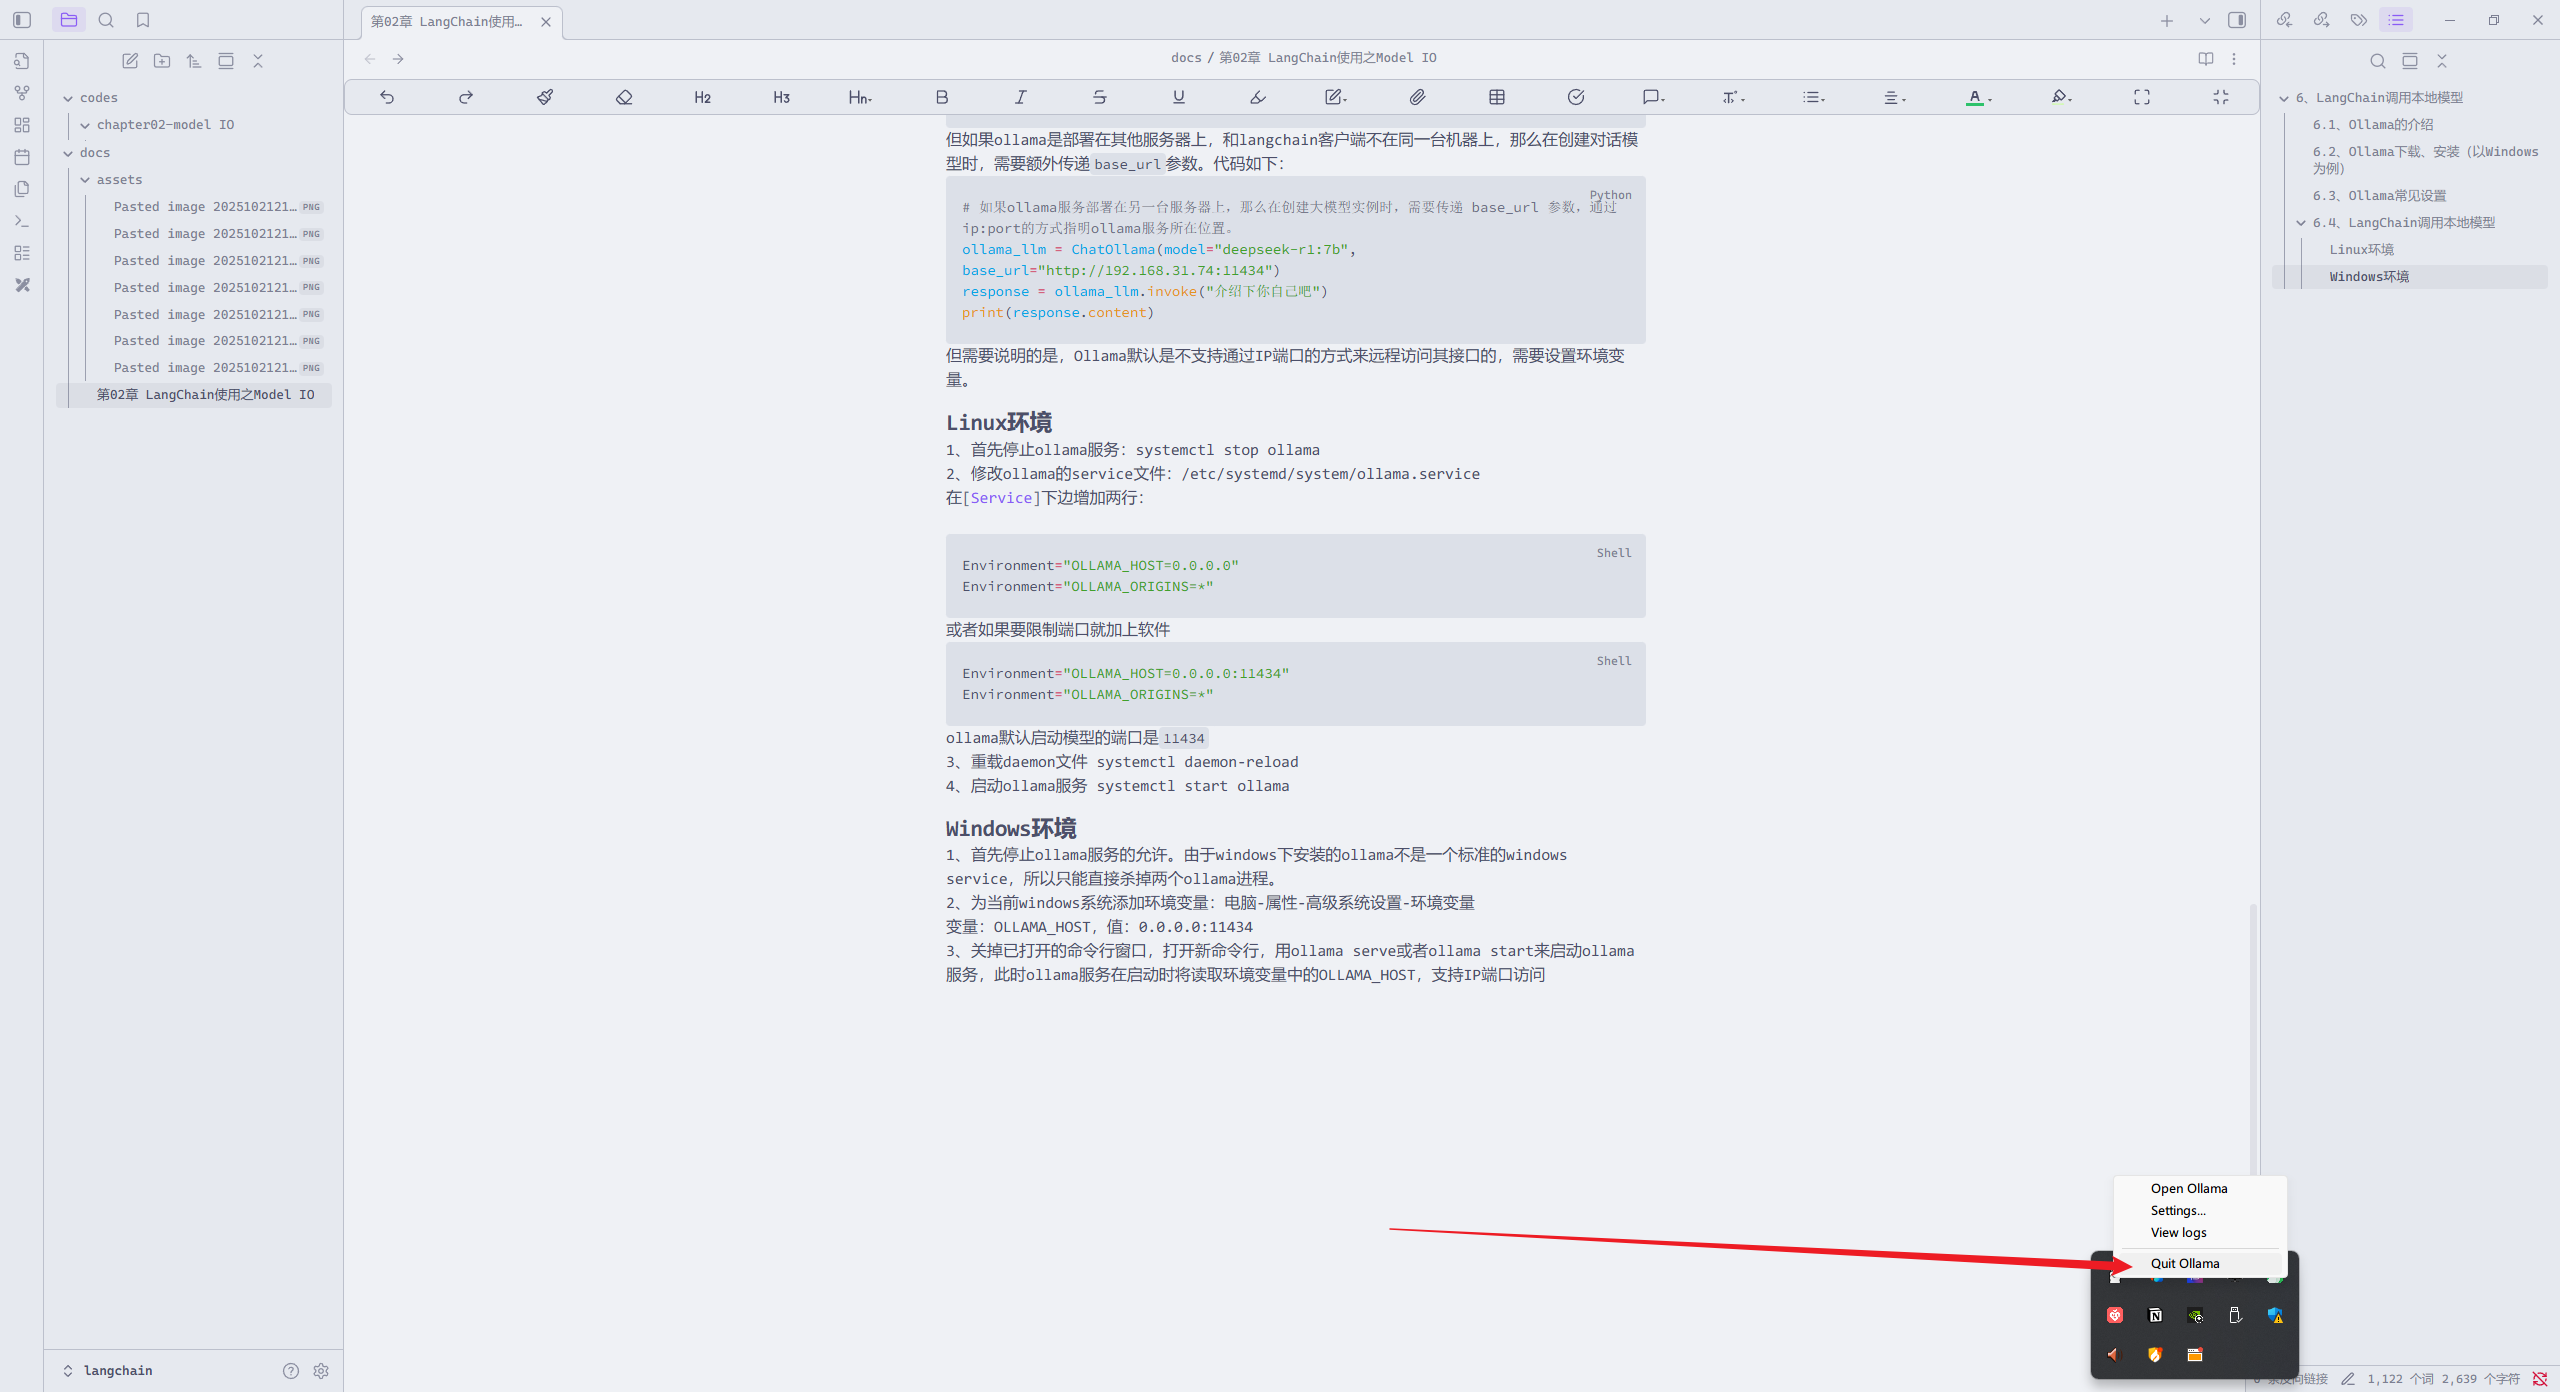 第02章 LangChain使用…
docs / 第02章 LangChain使用之Model IO
H2 H3 Hn
codes
chapter02-model IO
docs
assets
Pasted image 2025102121… PNG
Pasted image 2025102121… PNG
Pasted image 2025102121… PNG
Pasted image 2025102121… PNG
Pasted image 2025102121… PNG
Pasted image 2025102121… PNG
Pasted image 2025102121… PNG
第02章 LangChain使用之Model IO
langchain
但如果ollama是部署在其他服务器上，和langchain客户端不在同一台机器上，那么在创建对话模
型时，需要额外传递 base_url 参数。代码如下：
Python
# 如果ollama服务部署在另一台服务器上，那么在创建大模型实例时，需要传递 base_url 参数，通过
ip:port的方式指明ollama服务所在位置。
ollama_llm = ChatOllama(model="deepseek-r1:7b",
base_url="http://192.168.31.74:11434")
response = ollama_llm.invoke("介绍下你自己吧")
print(response.content)
但需要说明的是，Ollama默认是不支持通过IP端口的方式来远程访问其接口的，需要设置环境变
量。
Linux环境
1、首先停止ollama服务：systemctl stop ollama
2、修改ollama的service文件：/etc/systemd/system/ollama.service
在[Service]下边增加两行：
Shell
Environment="OLLAMA_HOST=0.0.0.0"
Environment="OLLAMA_ORIGINS=*"
或者如果要限制端口就加上软件
Shell
Environment="OLLAMA_HOST=0.0.0.0:11434"
Environment="OLLAMA_ORIGINS=*"
ollama默认启动模型的端口是 11434
3、重载daemon文件 systemctl daemon-reload
4、启动ollama服务 systemctl start ollama
Windows环境
1、首先停止ollama服务的允许。由于windows下安装的ollama不是一个标准的windows
service，所以只能直接杀掉两个ollama进程。
2、为当前windows系统添加环境变量：电脑-属性-高级系统设置-环境变量
变量：OLLAMA_HOST，值：0.0.0.0:11434
3、关掉已打开的命令行窗口，打开新命令行，用ollama serve或者ollama start来启动ollama
服务，此时ollama服务在启动时将读取环境变量中的OLLAMA_HOST，支持IP端口访问
6、LangChain调用本地模型
6.1、Ollama的介绍
6.2、Ollama下载、安装（以Windows
为例）
6.3、Ollama常见设置
6.4、LangChain调用本地模型
Linux环境
Windows环境
Open Ollama
Settings...
View logs
Quit Ollama
链接 1,122 个词 2,639 个字符